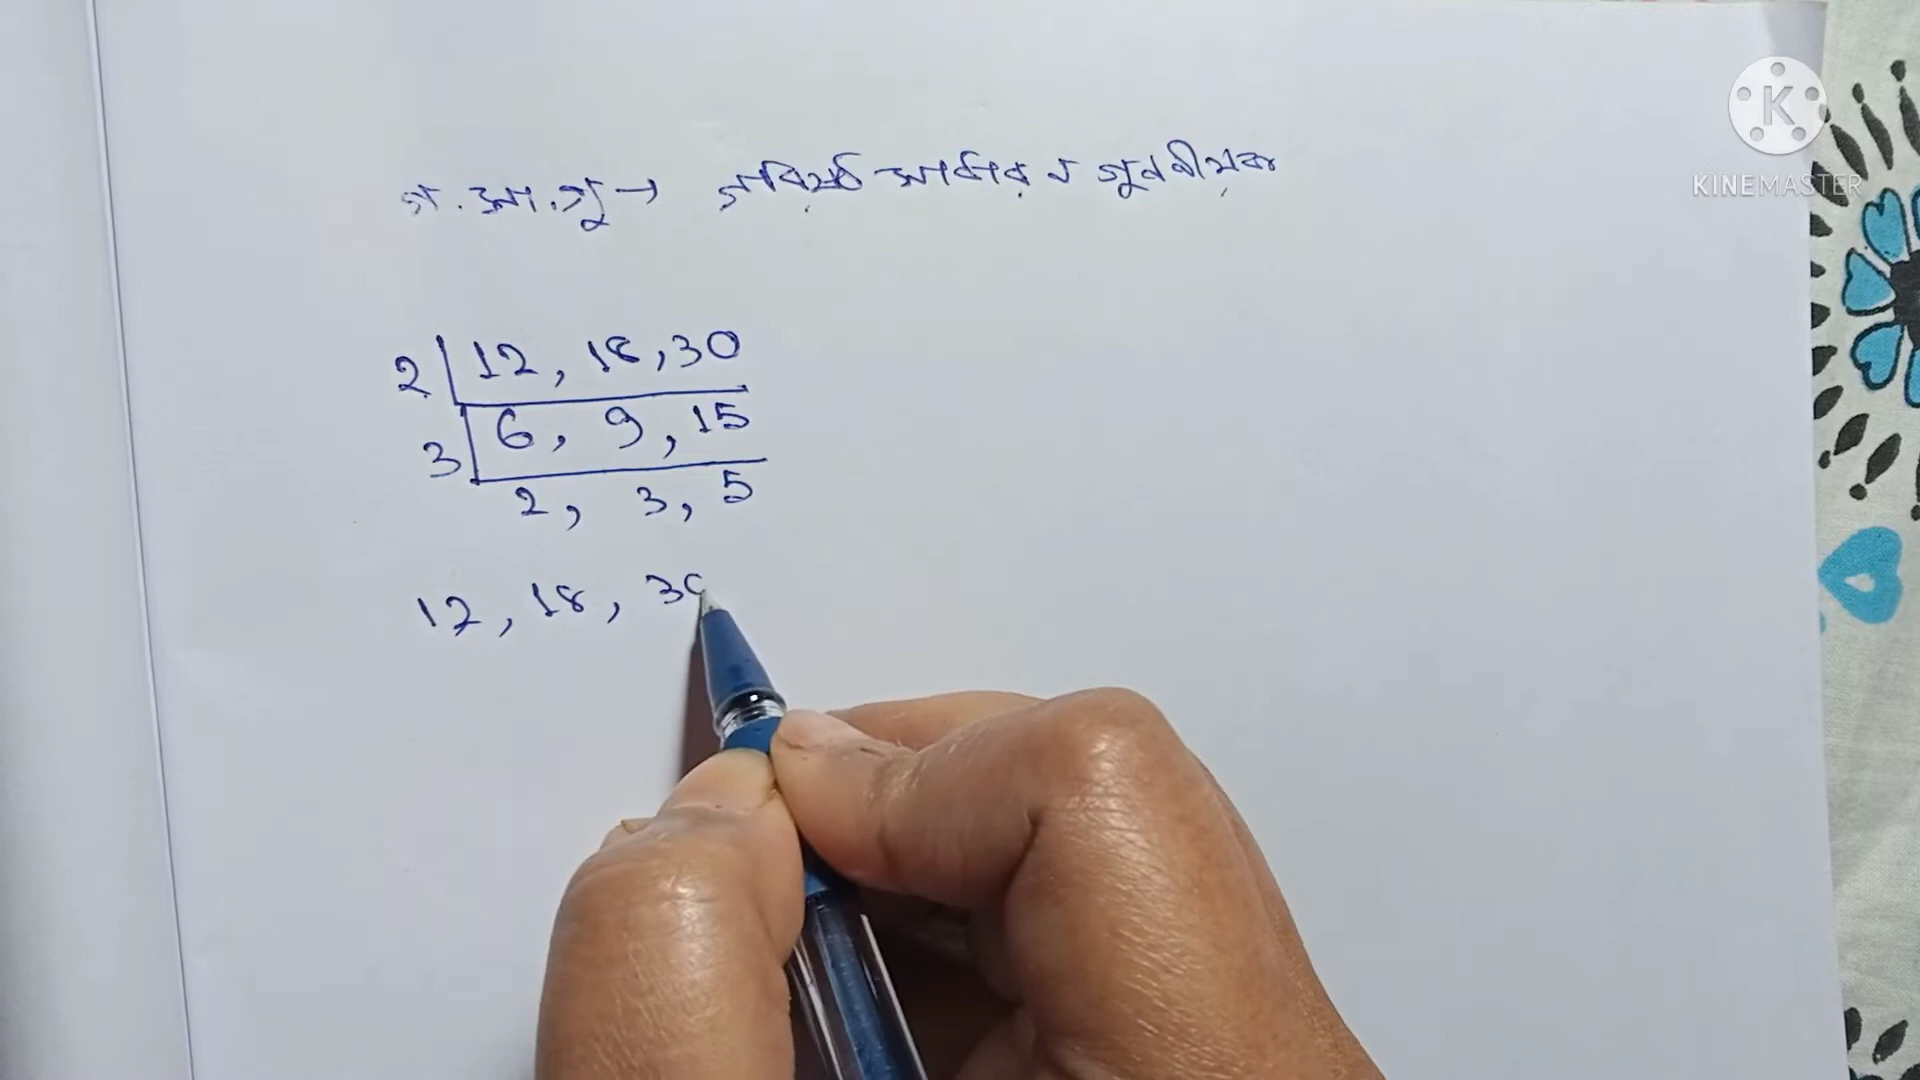 গ.সা.গু → গরিষ্ঠ সাধারণ গুণনীয়ক
KINEMASTER
2 | 12, 18, 30
3 | 6, 9, 15
2, 3, 5
12, 18, 30